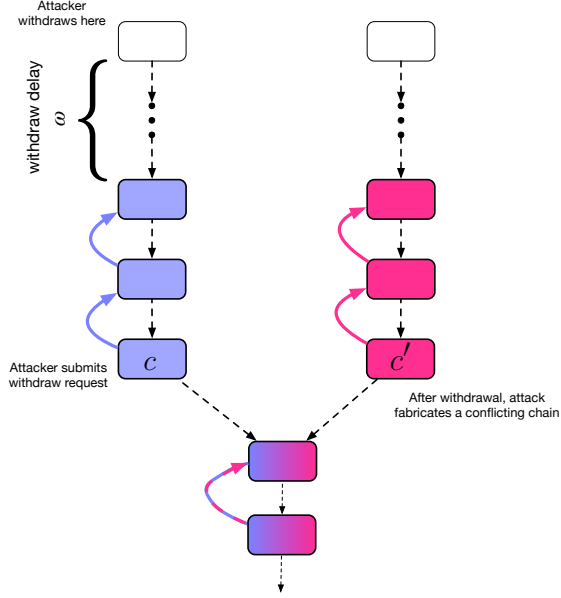 Attacker
withdraws here
withdraw delay
ω
Attacker submits
withdraw request
c
c′
After withdrawal, attack
fabricates a conflicting chain